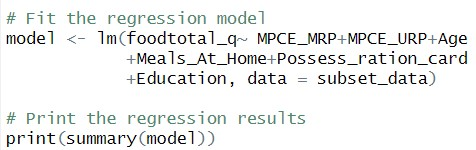 # Fit the regression model
model <- lm(foodtotal_q~ MPCE_MRP+MPCE_URP+Age
+Meals_At_Home+Possess_ration_card
+Education, data = subset_data)
# Print the regression results
print(summary(model))